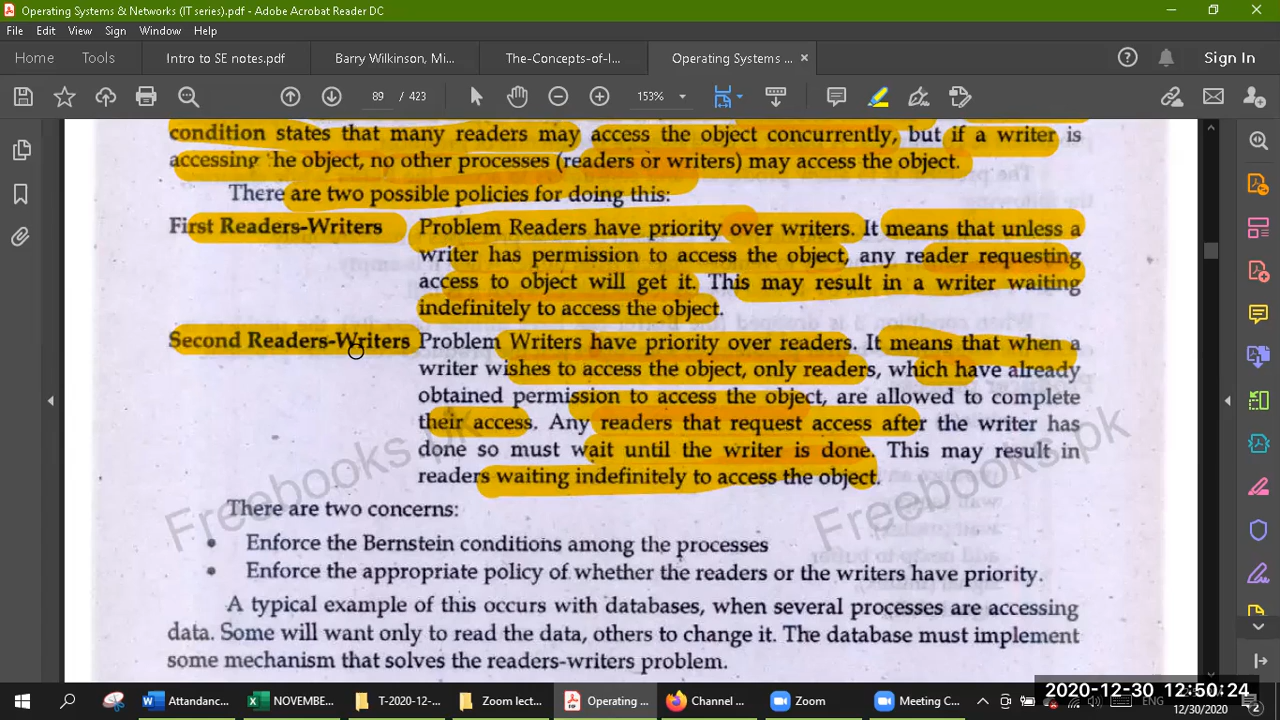 Operating Systems & Networks (IT series).pdf - Adobe Acrobat Reader DC
File Edit View Sign Window Help
Home Tools Intro to SE notes.pdf Barry Wilkinson, Mi... The-Concepts-of-I... Operating Systems ... × Sign In
89 / 423 153%
condition states that many readers may access the object concurrently, but if a writer is
accessing the object, no other processes (readers or writers) may access the object.
There are two possible policies for doing this:
First Readers-Writers Problem Readers have priority over writers. It means that unless a
writer has permission to access the object, any reader requesting
access to object will get it. This may result in a writer waiting
indefinitely to access the object.
Second Readers-Writers Problem Writers have priority over readers. It means that when a
writer wishes to access the object, only readers, which have already
obtained permission to access the object, are allowed to complete
their access. Any readers that request access after the writer has
done so must wait until the writer is done. This may result in
readers waiting indefinitely to access the object.
Freebooks.pk Freebooks.pk
There are two concerns:
• Enforce the Bernstein conditions among the processes
• Enforce the appropriate policy of whether the readers or the writers have priority.
A typical example of this occurs with databases, when several processes are accessing
data. Some will want only to read the data, others to change it. The database must implement
some mechanism that solves the readers-writers problem.
Attandanc... NOVEMBE... T-2020-12-... Zoom lect... Operating ... Channel ... Zoom Meeting C... ENG
2020-12-30 12:50:24
12/30/2020 2